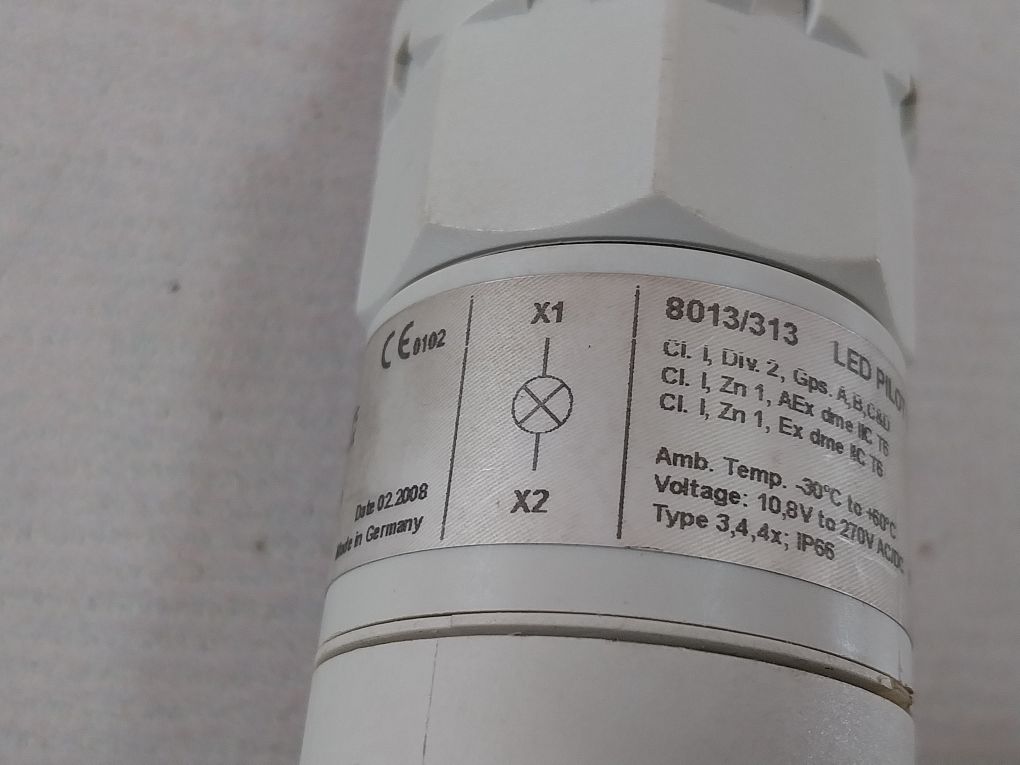 CE0102
Date 02.2008
Made in Germany
X1
X2
8013/313 LED PILOT
Cl. I, Div. 2, Gps. A,B,C&D
Cl. I, Zn 1, AEx dme IIC T6
Cl. I, Zn 1, Ex dme IIC T6
Amb. Temp. -30°C to +60°C
Voltage: 10,8V to 270V AC/DC
Type 3,4,4x; IP66